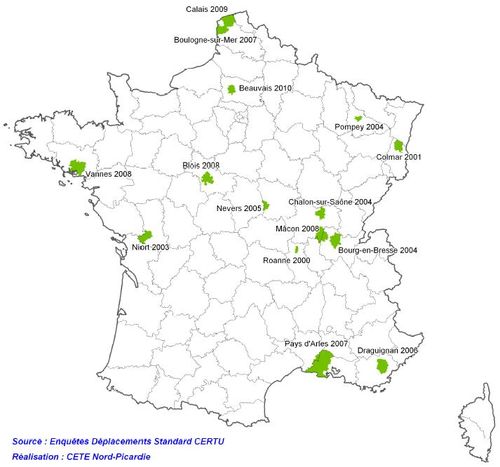 Calais 2009
Boulogne-sur-Mer 2007
Beauvais 2010
Pompey 2004
Colmar 2001
Vannes 2008
Blois 2008
Nevers 2005
Chalon-sur-Saône 2004
Mâcon 2008
Niort 2003
Bourg-en-Bresse 2004
Roanne 2000
Pays d'Arles 2007
Draguignan 2006
Source : Enquêtes Déplacements Standard CERTU
Réalisation : CETE Nord-Picardie